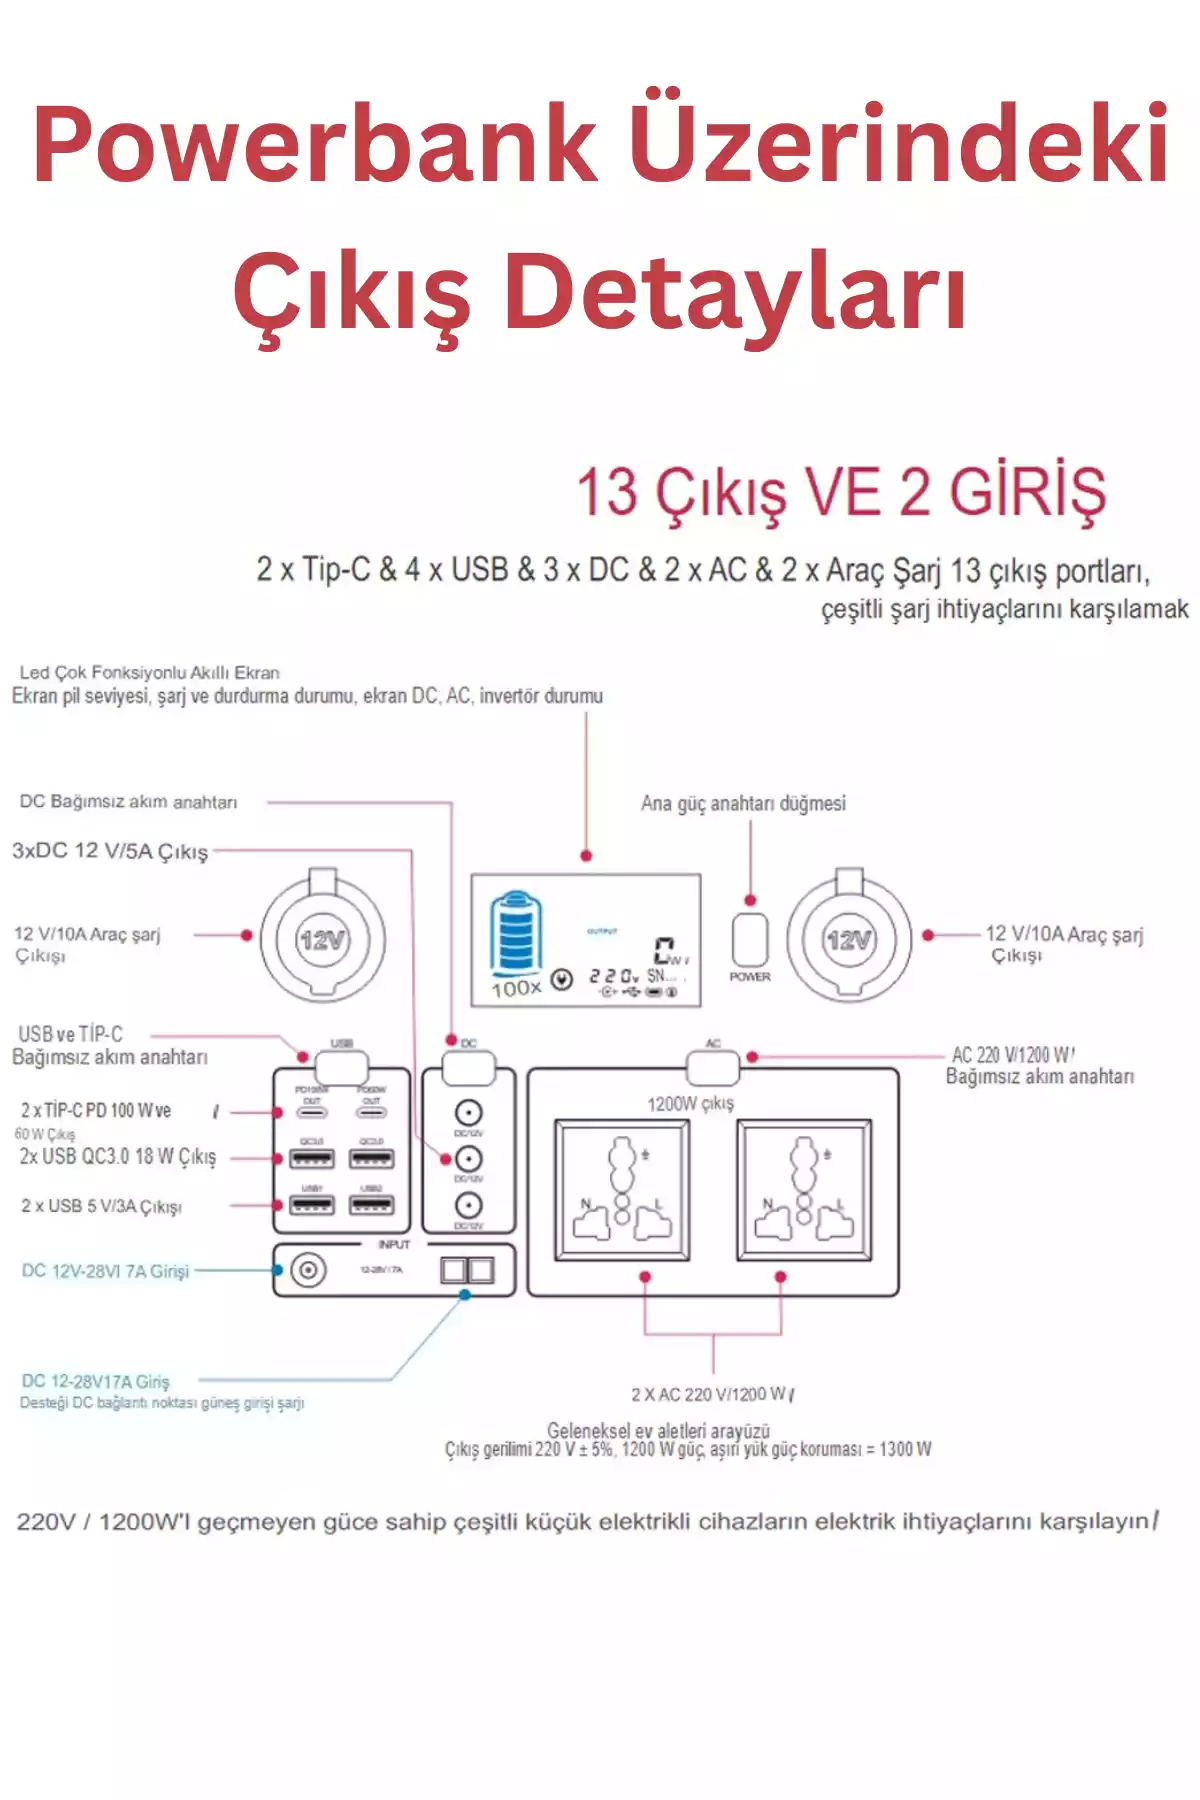 Powerbank Üzerindeki
Çıkış Detayları
13 Çıkış VE 2 GİRİŞ
2 x Tip-C & 4 x USB & 3 x DC & 2 x AC & 2 x Araç Şarj 13 çıkış portları,
çeşitli şarj ihtiyaçlarını karşılamak
Led Çok Fonksiyonlu Akıllı Ekran
Ekran pil seviyesi, şarj ve durdurma durumu, ekran DC, AC, invertör durumu
DC Bağımsız akım anahtarı
Ana güç anahtarı düğmesi
3xDC 12 V/5A Çıkış
12 V/10A Araç şarj
Çıkışı
12V
OUTPUT
0W
100x
220v SN...
POWER
12V
12 V/10A Araç şarj
Çıkışı
USB ve TİP-C
Bağımsız akım anahtarı
USB
DC
AC
AC 220 V/1200 W/
Bağımsız akım anahtarı
2 x TİP-C PD 100 W ve /
60 W Çıkış
PD100W
OUT
PD60W
OUT
1200W çıkış
DC/12V
2x USB QC3.0 18 W Çıkış
QC3.0
QC3.0
DC/12V
2 x USB 5 V/3A Çıkışı
USB1
USB2
DC/12V
N
L
N
L
INPUT
DC 12V-28VI 7A Girişi
12-28V/7A
DC 12-28V17A Giriş
Desteği DC bağlantı noktası güneş girişi şarjı
2 X AC 220 V/1200 W/
Geleneksel ev aletleri arayüzü
Çıkış gerilimi 220 V ± 5%, 1200 W güç, aşırı yük güç koruması = 1300 W
220V / 1200W'I geçmeyen güce sahip çeşitli küçük elektrikli cihazların elektrik ihtiyaçlarını karşılayın/